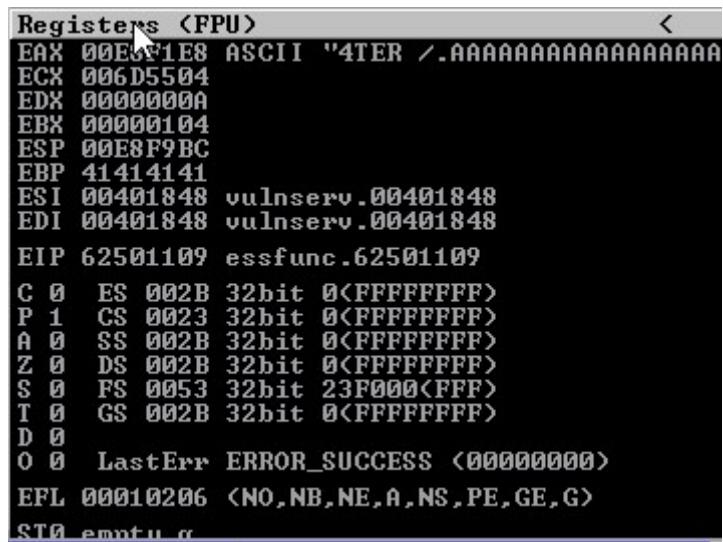 Registers (FPU) <
EAX 00E8F1E8 ASCII "4TER /.AAAAAAAAAAAAAAAAAA
ECX 006D5504
EDX 0000000A
EBX 00000104
ESP 00E8F9BC
EBP 41414141
ESI 00401848 vulnserv.00401848
EDI 00401848 vulnserv.00401848
EIP 62501109 essfunc.62501109
C 0 ES 002B 32bit 0(FFFFFFFF)
P 1 CS 0023 32bit 0(FFFFFFFF)
A 0 SS 002B 32bit 0(FFFFFFFF)
Z 0 DS 002B 32bit 0(FFFFFFFF)
S 0 FS 0053 32bit 23F000(FFF)
T 0 GS 002B 32bit 0(FFFFFFFF)
D 0
O 0 LastErr ERROR_SUCCESS (00000000)
EFL 00010206 (NO,NB,NE,A,NS,PE,GE,G)
ST0 empty g